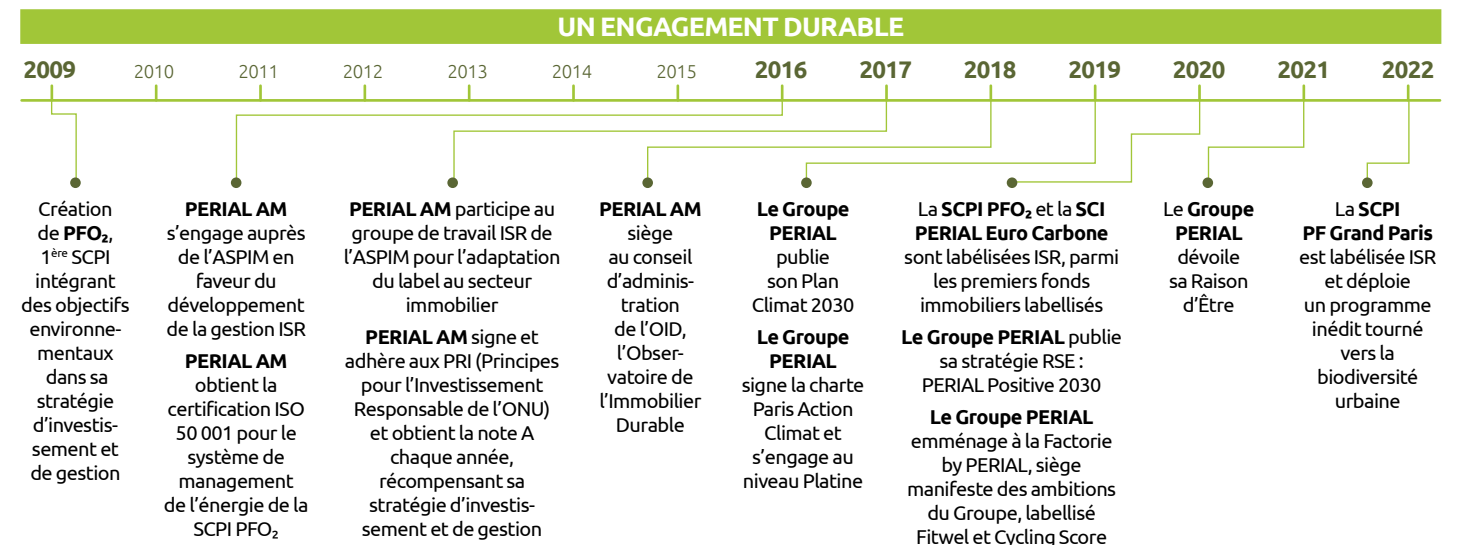 UN ENGAGEMENT DURABLE
2009 2010 2011 2012 2013 2014 2015 2016 2017 2018 2019 2020 2021 2022
Création
de PFO₂,
1ère SCPI
intégrant
des objectifs
environne-
mentaux
dans sa
stratégie
d’investis-
sement et
de gestion
PERIAL AM
s’engage auprès
de l’ASPIM en
faveur du
développement
de la gestion ISR
PERIAL AM
obtient la
certification ISO
50 001 pour le
système de
management
de l’énergie de la
SCPI PFO₂
PERIAL AM participe au
groupe de travail ISR de
l’ASPIM pour l’adaptation
du label au secteur
immobilier
PERIAL AM signe et
adhère aux PRI (Principes
pour l’Investissement
Responsable de l’ONU)
et obtient la note A
chaque année,
récompensant sa
stratégie d’investis-
sement et de gestion
PERIAL AM
siège
au conseil
d’adminis-
tration
de l’OID,
l’Obser-
vatoire de
l’Immobilier
Durable
Le Groupe
PERIAL
publie
son Plan
Climat 2030
Le Groupe
PERIAL
signe la charte
Paris Action
Climat et
s’engage au
niveau Platine
La SCPI PFO₂ et la SCI
PERIAL Euro Carbone
sont labélisées ISR, parmi
les premiers fonds
immobiliers labellisés
Le Groupe PERIAL publie
sa stratégie RSE :
PERIAL Positive 2030
Le Groupe PERIAL
emménage à la Factorie
by PERIAL, siège
manifeste des ambitions
du Groupe, labellisé
Fitwel et Cycling Score
Le Groupe
PERIAL
dévoile
sa Raison
d’Être
La SCPI
PF Grand Paris
est labélisée ISR
et déploie
un programme
inédit tourné
vers la
biodiversité
urbaine